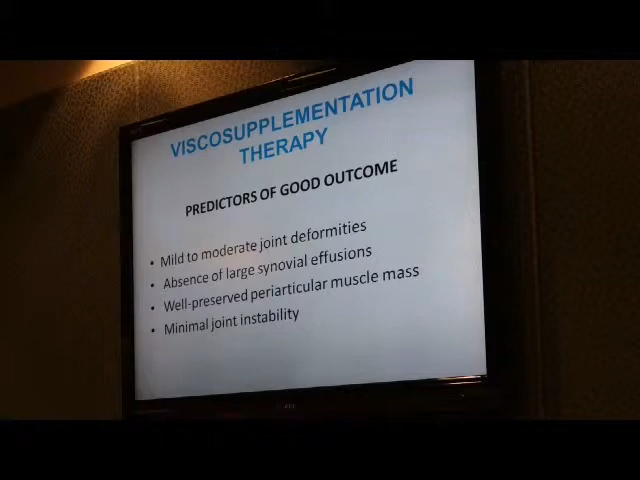 VISCOSUPPLEMENTATION
THERAPY
PREDICTORS OF GOOD OUTCOME
• Mild to moderate joint deformities
• Absence of large synovial effusions
• Well-preserved periarticular muscle mass
• Minimal joint instability